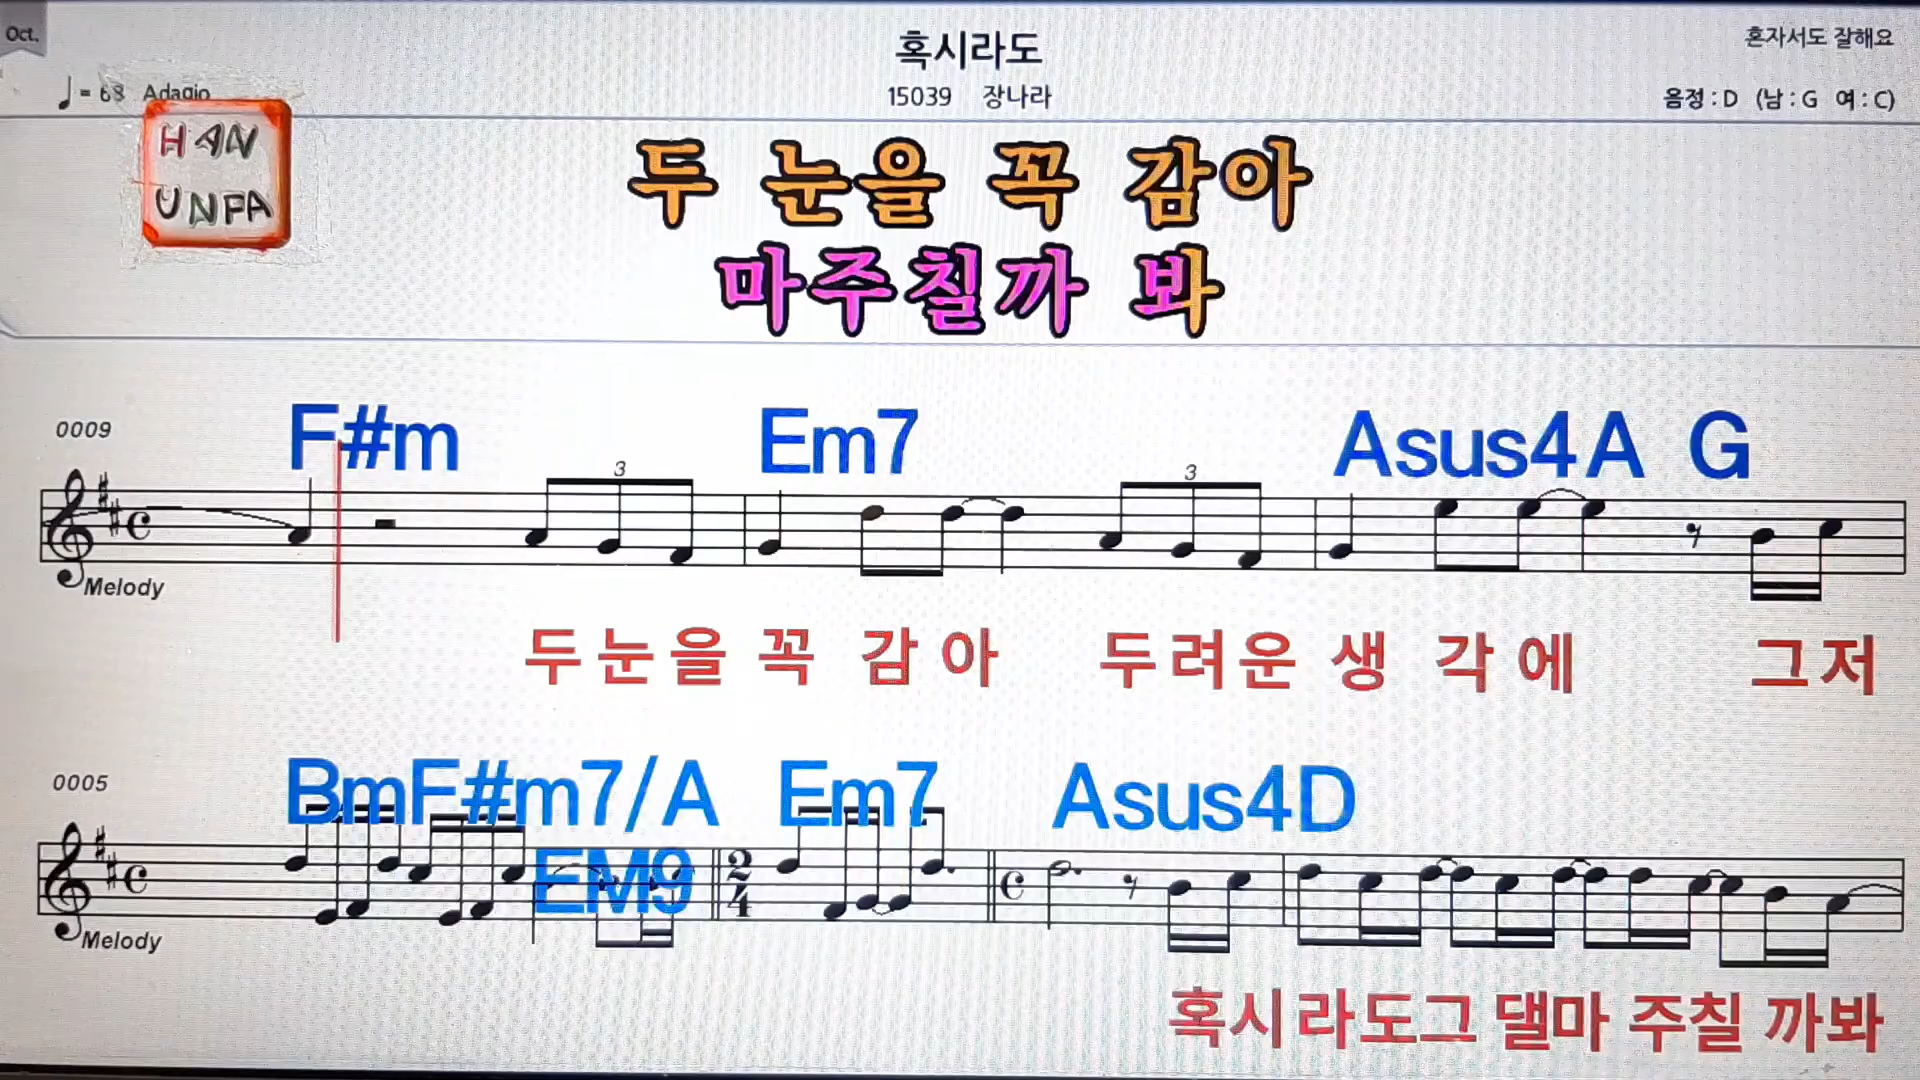 Oct.
혹시라도
혼자서도 잘해요
♩= 68 Adagio
15039 장나라
음정 : D (남 : G 여 : C)
HAN
UNFA
두 눈을 꼭 감아
마주칠까 봐
0009
F#m Em7 Asus4 A G
3 3
Melody
두눈을 꼭 감 아 두려운 생 각 에 그저
0005
Bm F#m7/A Em7 Asus4 D
EM9
2
4
Melody
혹시라도그 댈마 주칠 까봐